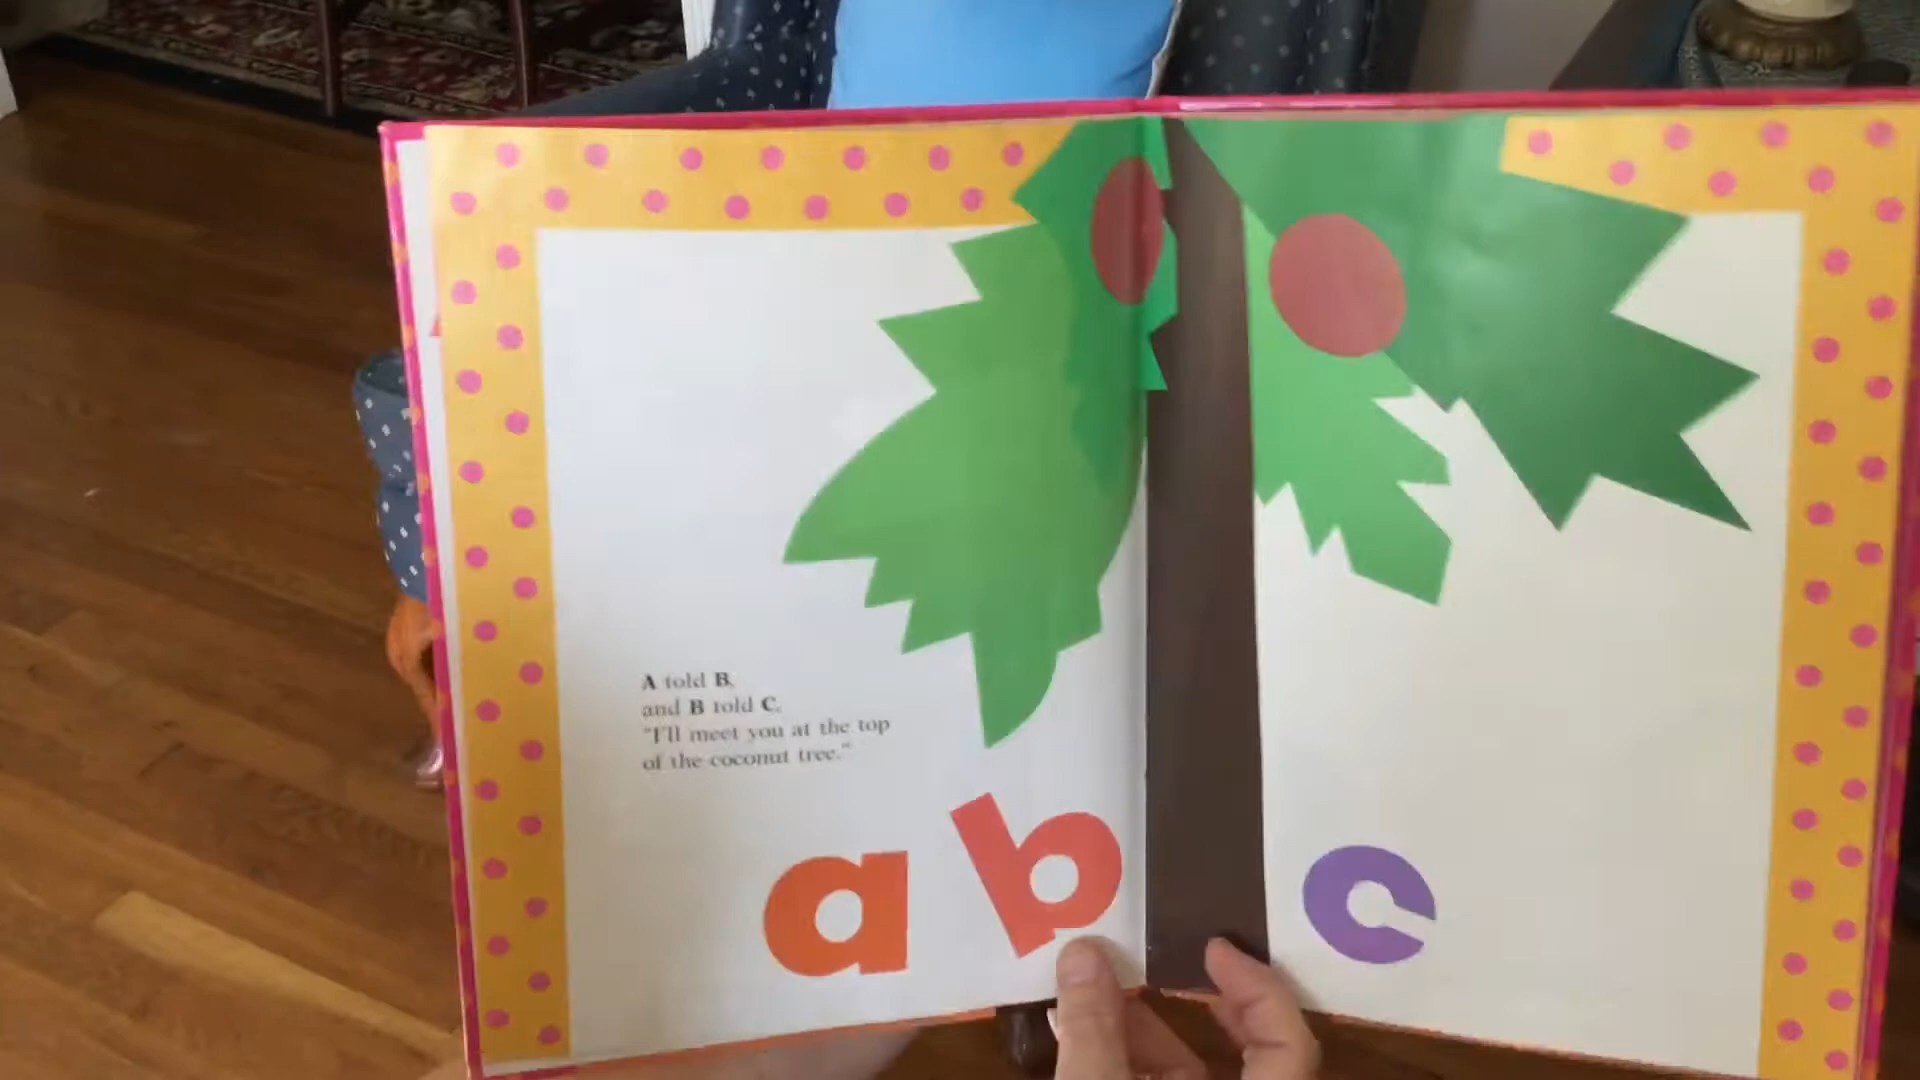 A told B,
and B told C,
"I'll meet you at the top
of the coconut tree."
a b c